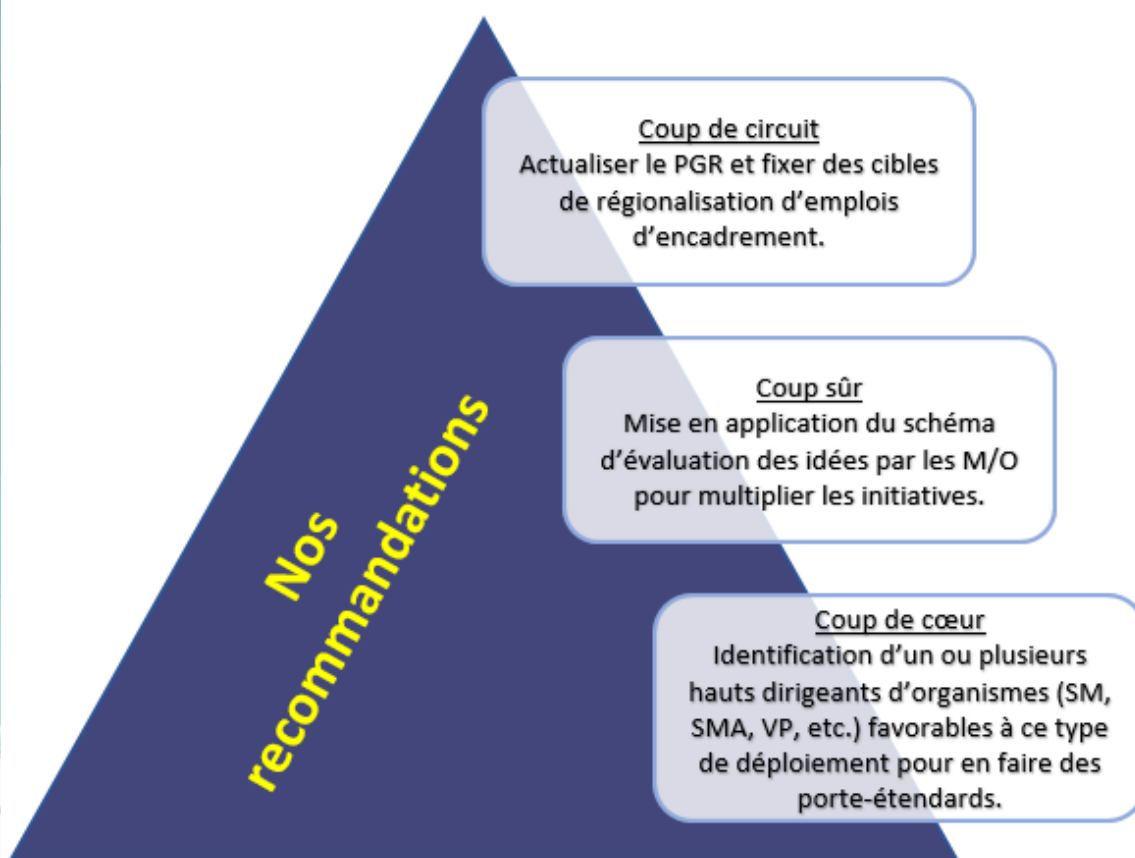 Nos
recommandations
Coup de circuit
Actualiser le PGR et fixer des cibles
de régionalisation d’emplois
d’encadrement.
Coup sûr
Mise en application du schéma
d’évaluation des idées par les M/O
pour multiplier les initiatives.
Coup de cœur
Identification d’un ou plusieurs
hauts dirigeants d’organismes (SM,
SMA, VP, etc.) favorables à ce type
de déploiement pour en faire des
porte-étendards.